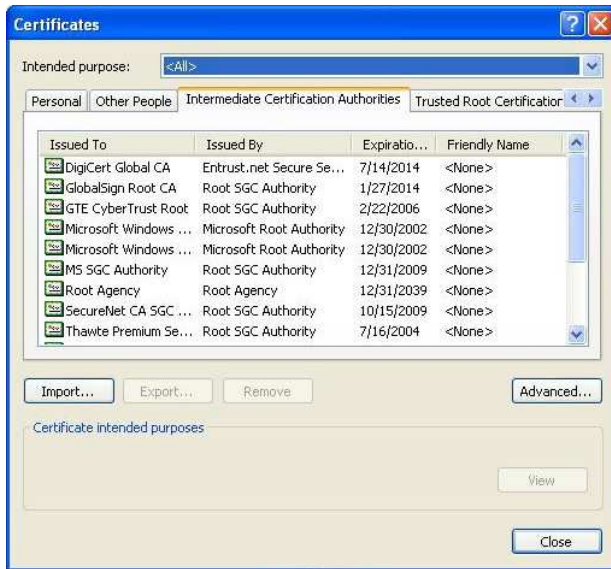 Certificates
Intended purpose: <All>
Personal Other People Intermediate Certification Authorities Trusted Root Certification
Issued To Issued By Expiratio... Friendly Name
DigiCert Global CA Entrust.net Secure Se... 7/14/2014 <None>
GlobalSign Root CA Root SGC Authority 1/27/2014 <None>
GTE CyberTrust Root Root SGC Authority 2/22/2006 <None>
Microsoft Windows ... Microsoft Root Authority 12/30/2002 <None>
Microsoft Windows ... Microsoft Root Authority 12/30/2002 <None>
MS SGC Authority Root SGC Authority 12/31/2009 <None>
Root Agency Root Agency 12/31/2039 <None>
SecureNet CA SGC ... Root SGC Authority 10/15/2009 <None>
Thawte Premium Se... Root SGC Authority 7/16/2004 <None>
Import... Export... Remove Advanced...
Certificate intended purposes
View
Close